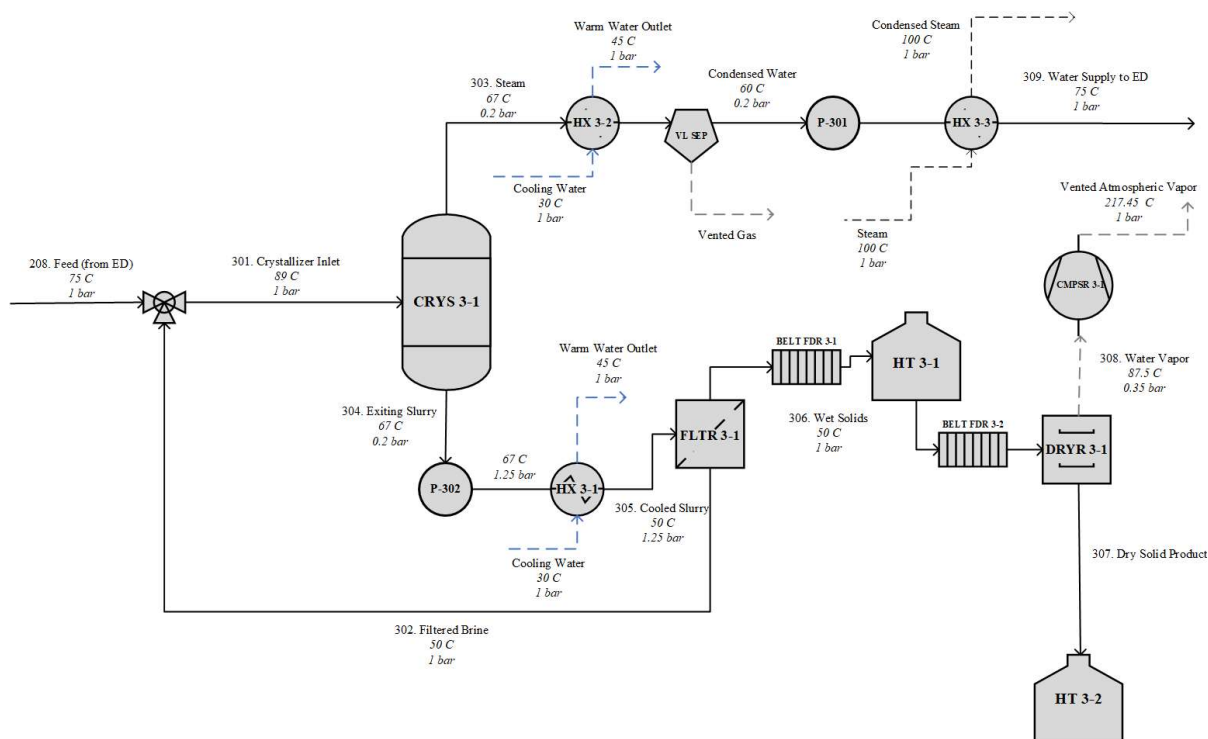 Warm Water Outlet
45 C
1 bar
Condensed Steam
100 C
1 bar
303. Steam
67 C
0.2 bar
Condensed Water
60 C
0.2 bar
309. Water Supply to ED
75 C
1 bar
HX 3-2
VL SEP
P-301
HX 3-3
Cooling Water
30 C
1 bar
Vented Gas
Steam
100 C
1 bar
Vented Atmospheric Vapor
217.45 C
1 bar
208. Feed (from ED)
75 C
1 bar
301. Crystallizer Inlet
89 C
1 bar
CRYS 3-1
CMPSR 3-1
Warm Water Outlet
45 C
1 bar
BELT FDR 3-1
HT 3-1
308. Water Vapor
87.5 C
0.35 bar
304. Exiting Slurry
67 C
0.2 bar
FLTR 3-1
306. Wet Solids
50 C
1 bar
BELT FDR 3-2
DRYR 3-1
P-302
67 C
1.25 bar
HX 3-1
305. Cooled Slurry
50 C
1.25 bar
Cooling Water
30 C
1 bar
307. Dry Solid Product
302. Filtered Brine
50 C
1 bar
HT 3-2